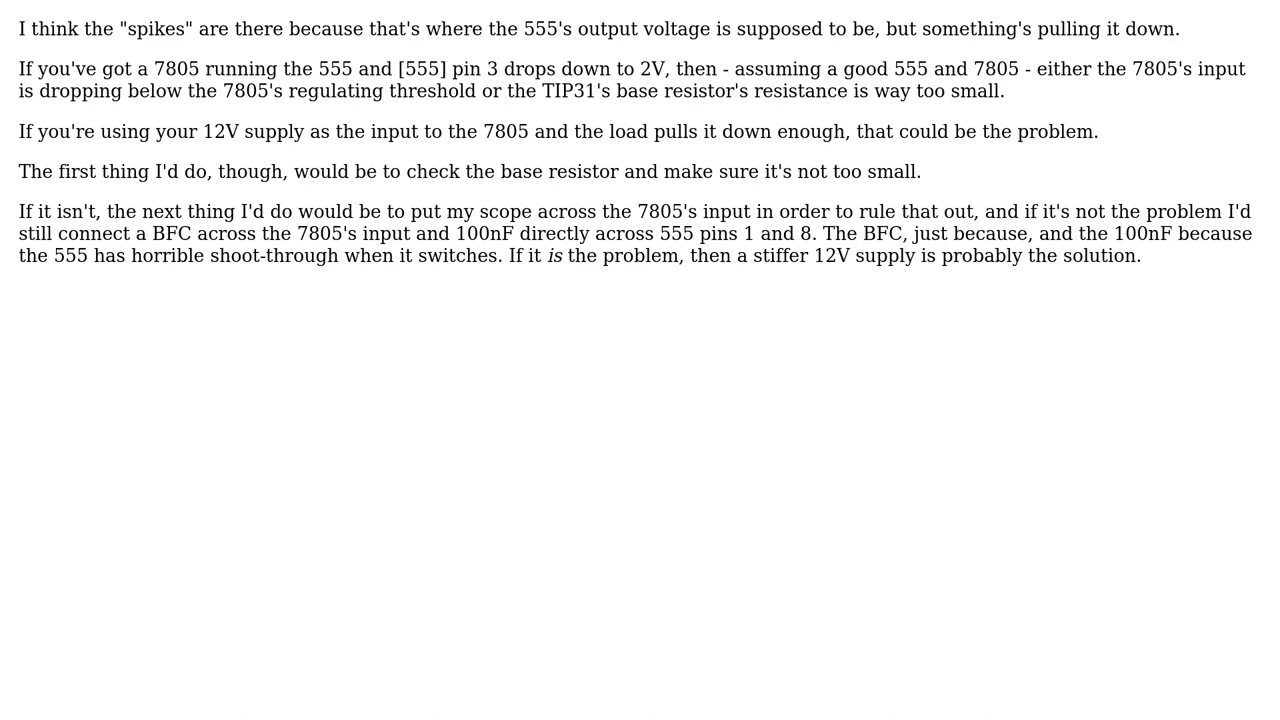 I think the "spikes" are there because that's where the 555's output voltage is supposed to be, but something's pulling it down.
If you've got a 7805 running the 555 and [555] pin 3 drops down to 2V, then - assuming a good 555 and 7805 - either the 7805's input
is dropping below the 7805's regulating threshold or the TIP31's base resistor's resistance is way too small.
If you're using your 12V supply as the input to the 7805 and the load pulls it down enough, that could be the problem.
The first thing I'd do, though, would be to check the base resistor and make sure it's not too small.
If it isn't, the next thing I'd do would be to put my scope across the 7805's input in order to rule that out, and if it's not the problem I'd
still connect a BFC across the 7805's input and 100nF directly across 555 pins 1 and 8. The BFC, just because, and the 100nF because
the 555 has horrible shoot-through when it switches. If it is the problem, then a stiffer 12V supply is probably the solution.